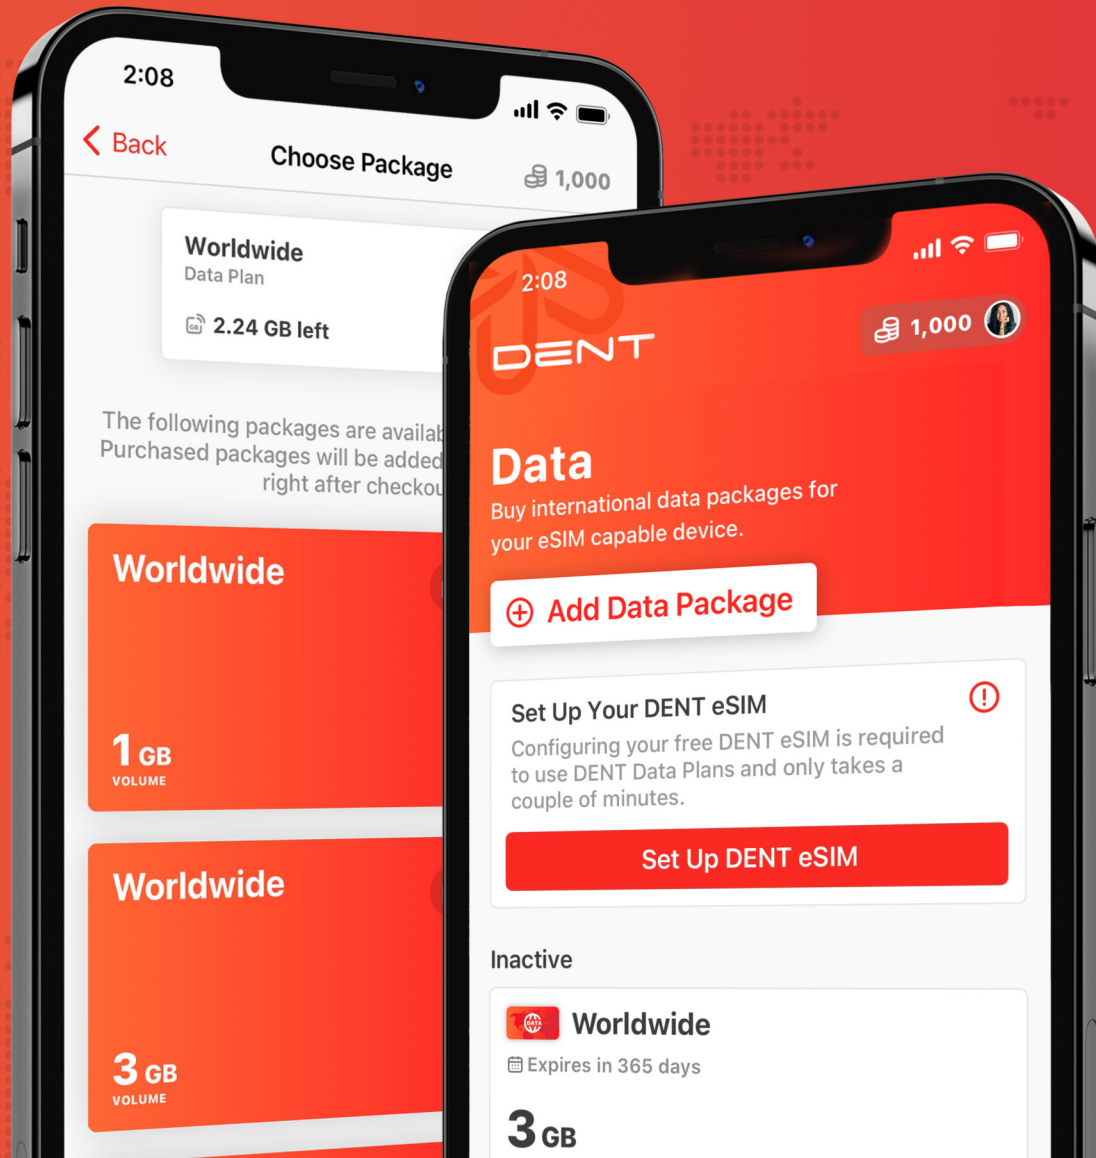 2:08
Back
Choose Package
1,000
Worldwide
Data Plan
GB
2.24 GB left
The following packages are
Purchased packages will be added
right after
Worldwide
1 GB
VOLUME
Worldwide
3 GB
VOLUME
2:08
DENT
1,000
Data
Buy international data packages for
your eSIM capable device.
Add Data Package
Set Up Your DENT eSIM
Configuring your free DENT eSIM is required
to use DENT Data Plans and only takes a
couple of minutes.
Set Up DENT eSIM
Inactive
DATA
Worldwide
Expires in 365 days
3 GB